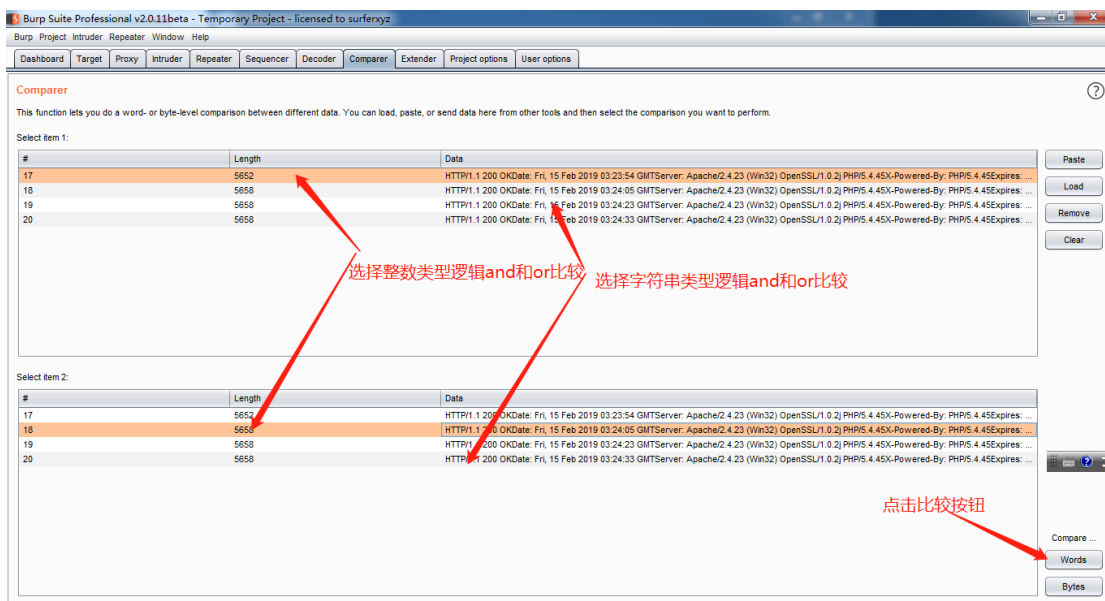 Burp Suite Professional v2.0.11beta - Temporary Project - licensed to surferxyz
Burp Project Intruder Repeater Window Help
Dashboard Target Proxy Intruder Repeater Sequencer Decoder Comparer Extender Project options User options
Comparer
?
This function lets you do a word- or byte-level comparison between different data. You can load, paste, or send data here from other tools and then select the comparison you want to perform.
Select item 1:
# Length Data
17 5652 HTTP/1.1 200 OKDate: Fri, 15 Feb 2019 03:23:54 GMTServer: Apache/2.4.23 (Win32) OpenSSL/1.0.2j PHP/5.4.45X-Powered-By: PHP/5.4.45Expires: ...
18 5658 HTTP/1.1 200 OKDate: Fri, 15 Feb 2019 03:24:05 GMTServer: Apache/2.4.23 (Win32) OpenSSL/1.0.2j PHP/5.4.45X-Powered-By: PHP/5.4.45Expires: ...
19 5658 HTTP/1.1 200 OKDate: Fri, 15 Feb 2019 03:24:23 GMTServer: Apache/2.4.23 (Win32) OpenSSL/1.0.2j PHP/5.4.45X-Powered-By: PHP/5.4.45Expires: ...
20 5658 HTTP/1.1 200 OKDate: Fri, 15 Feb 2019 03:24:33 GMTServer: Apache/2.4.23 (Win32) OpenSSL/1.0.2j PHP/5.4.45X-Powered-By: PHP/5.4.45Expires: ...
Paste
Load
Remove
Clear
选择整数类型逻辑and和or比较
选择字符串类型逻辑and和or比较
Select item 2:
# Length Data
17 5652 HTTP/1.1 200 OKDate: Fri, 15 Feb 2019 03:23:54 GMTServer: Apache/2.4.23 (Win32) OpenSSL/1.0.2j PHP/5.4.45X-Powered-By: PHP/5.4.45Expires: ...
18 5658 HTTP/1.1 200 OKDate: Fri, 15 Feb 2019 03:24:05 GMTServer: Apache/2.4.23 (Win32) OpenSSL/1.0.2j PHP/5.4.45X-Powered-By: PHP/5.4.45Expires: ...
19 5658 HTTP/1.1 200 OKDate: Fri, 15 Feb 2019 03:24:23 GMTServer: Apache/2.4.23 (Win32) OpenSSL/1.0.2j PHP/5.4.45X-Powered-By: PHP/5.4.45Expires: ...
20 5658 HTTP/1.1 200 OKDate: Fri, 15 Feb 2019 03:24:33 GMTServer: Apache/2.4.23 (Win32) OpenSSL/1.0.2j PHP/5.4.45X-Powered-By: PHP/5.4.45Expires: ...
?
点击比较按钮
Compare ...
Words
Bytes